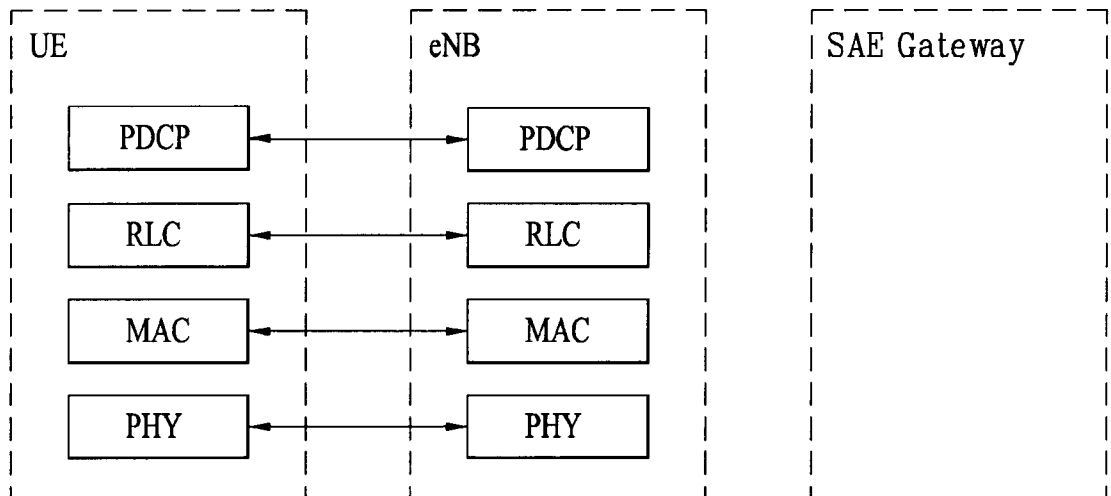 UE
eNB
SAE Gateway
PDCP
PDCP
RLC
RLC
MAC
MAC
PHY
PHY